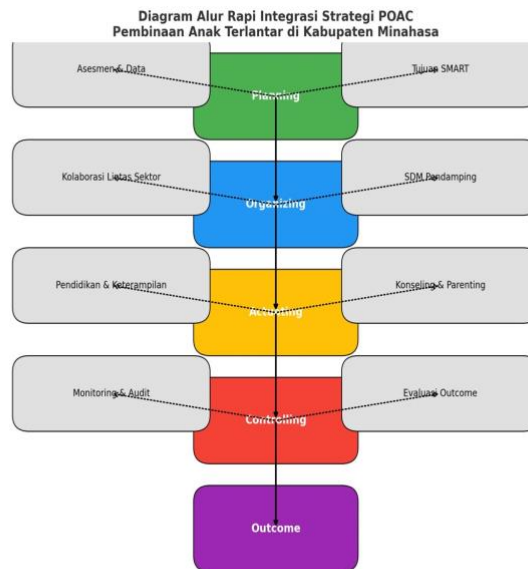 Diagram Alur Rapi Integrasi Strategi POAC
Pembinaan Anak Terlantar di Kabupaten Minahasa
Asesmen & Data
Tujuan SMART
Planning
Kolaborasi Lintas Sektor
SDM Pendamping
Organizing
Pendidikan & Keterampilan
Konseling & Parenting
Actuating
Monitoring & Audit
Evaluasi Outcome
Controlling
Outcome